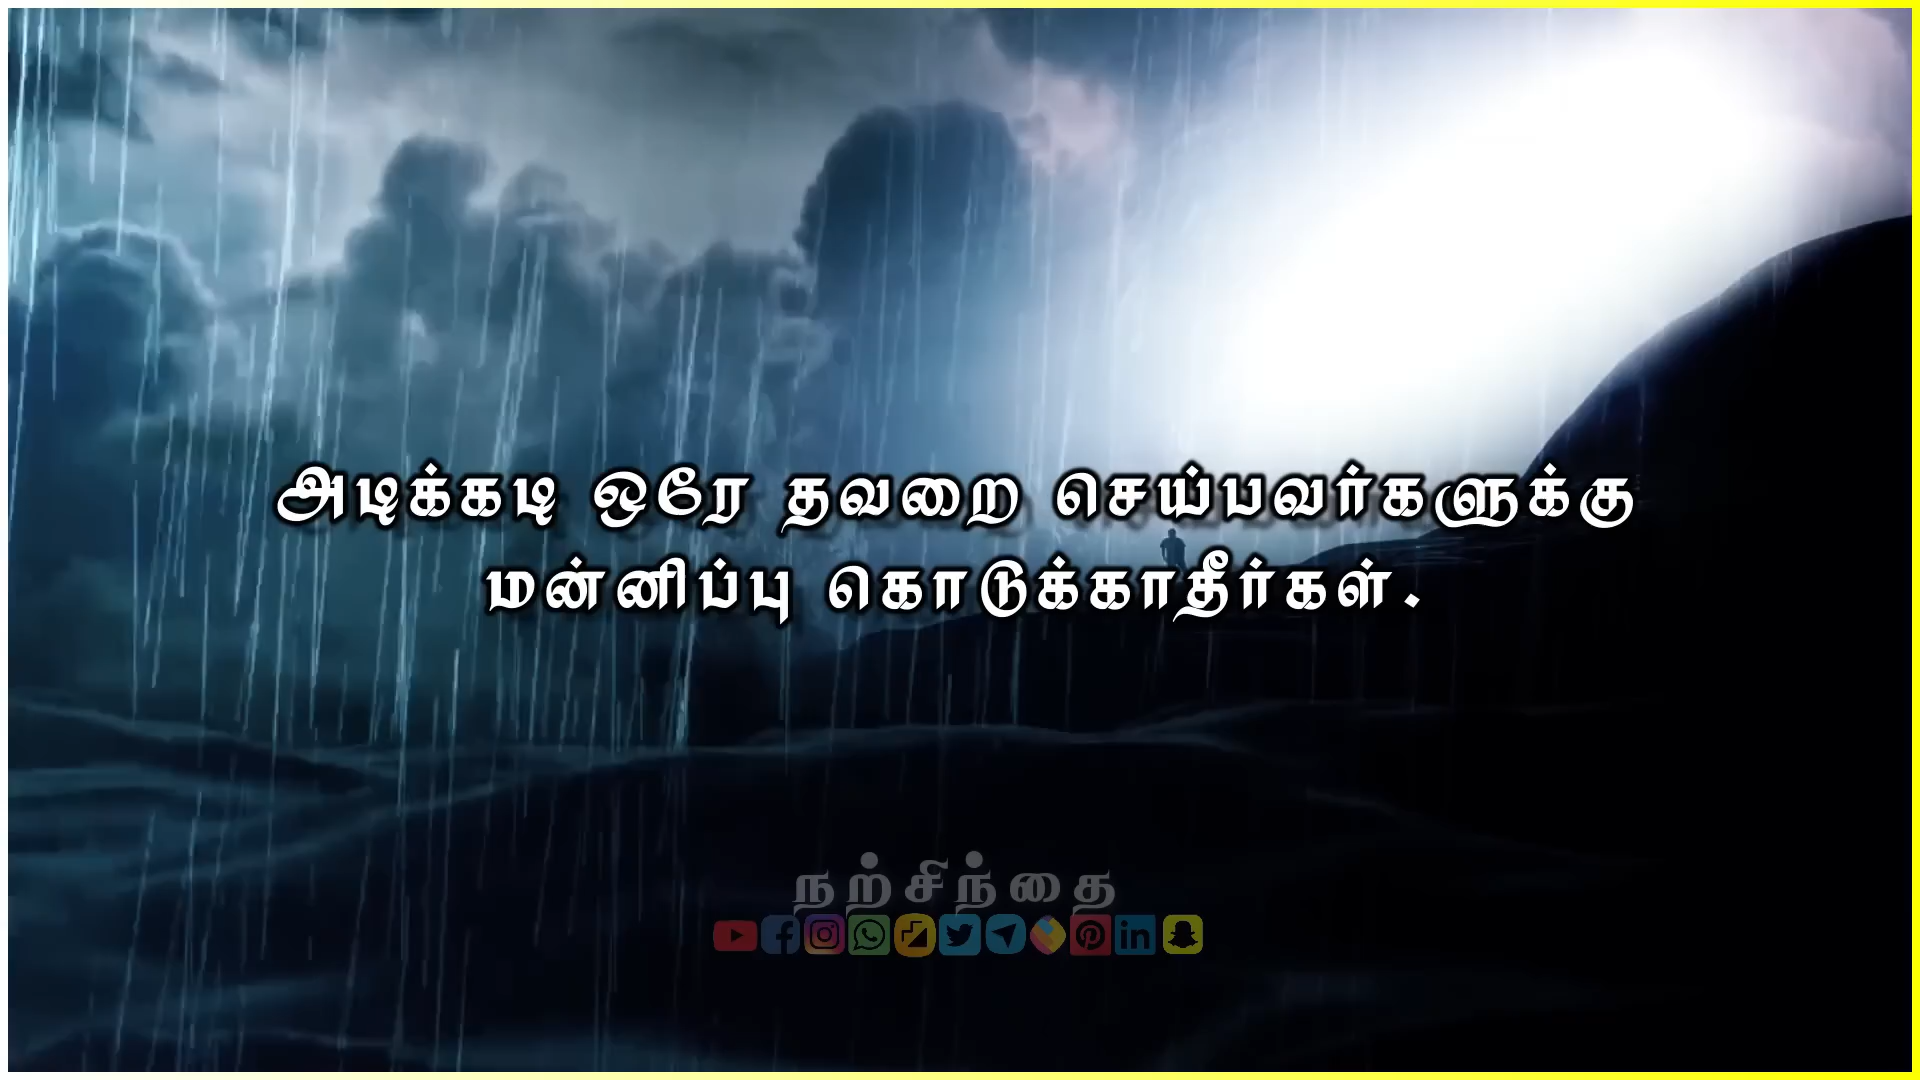 அடிக்கடி ஒரே தவறை செய்பவர்களுக்கு
மன்னிப்பு கொடுக்காதீர்கள்.
நற்சிந்தை